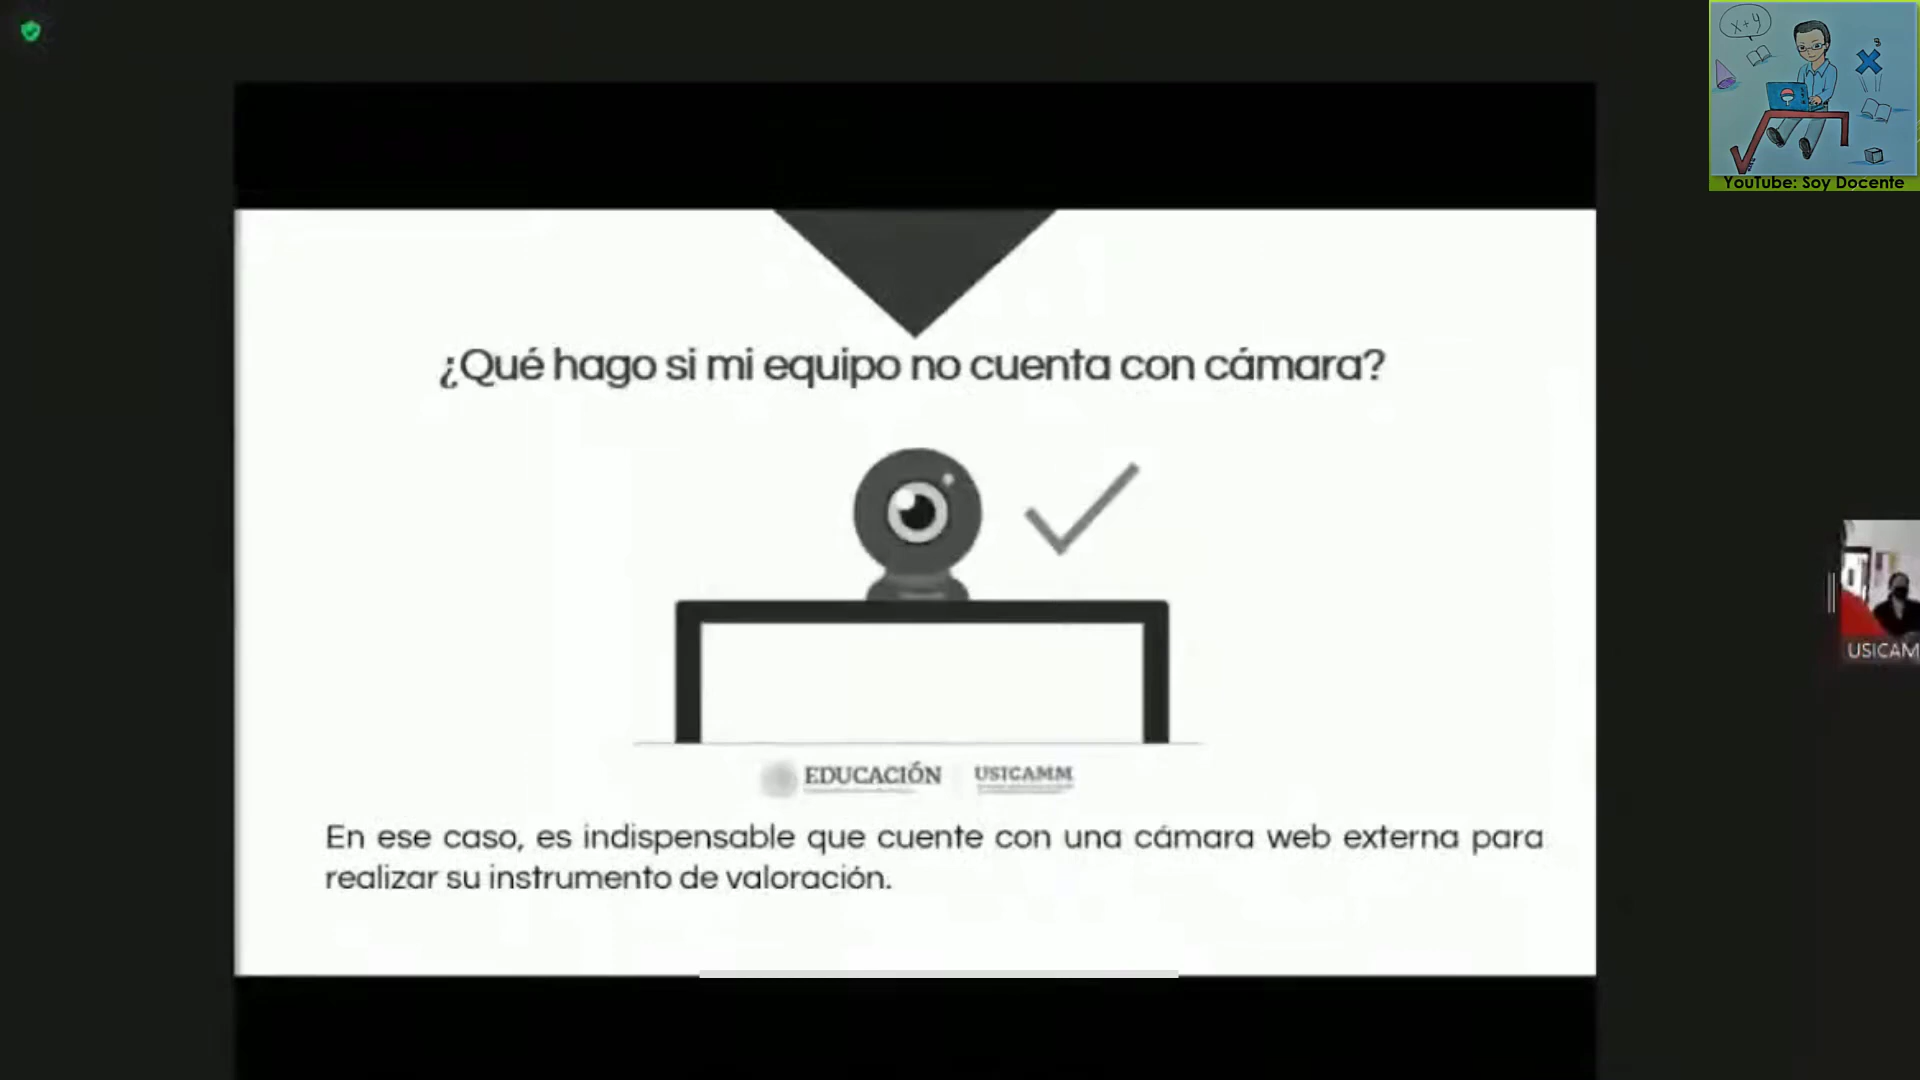 x+y
3
YouTube: Soy Docente
¿Qué hago si mi equipo no cuenta con cámara?
EDUCACIÓN USICAMM
En ese caso, es indispensable que cuente con una cámara web externa para
realizar su instrumento de valoración.
USICAM